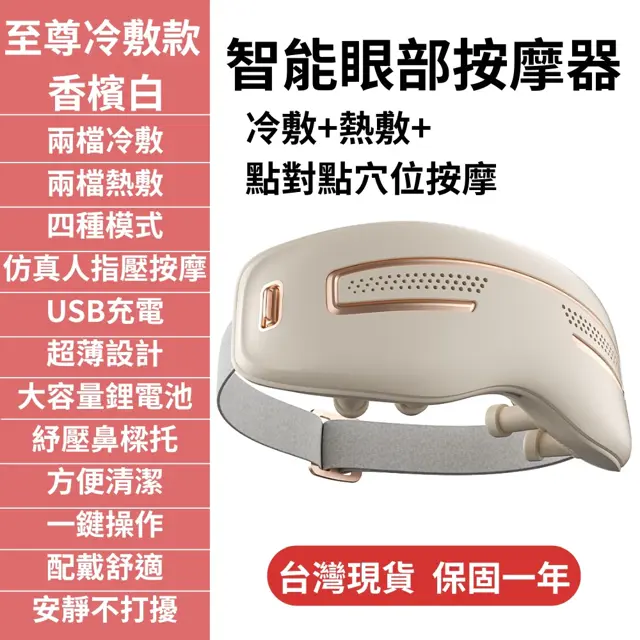 至尊冷敷款
香檳白
兩檔冷敷
兩檔熱敷
四種模式
仿真人指壓按摩
USB充電
超薄設計
大容量鋰電池
紓壓鼻樑托
方便清潔
一鍵操作
配戴舒適
安靜不打擾
智能眼部按摩器
冷敷+熱敷+
點對點穴位按摩
台灣現貨 保固一年